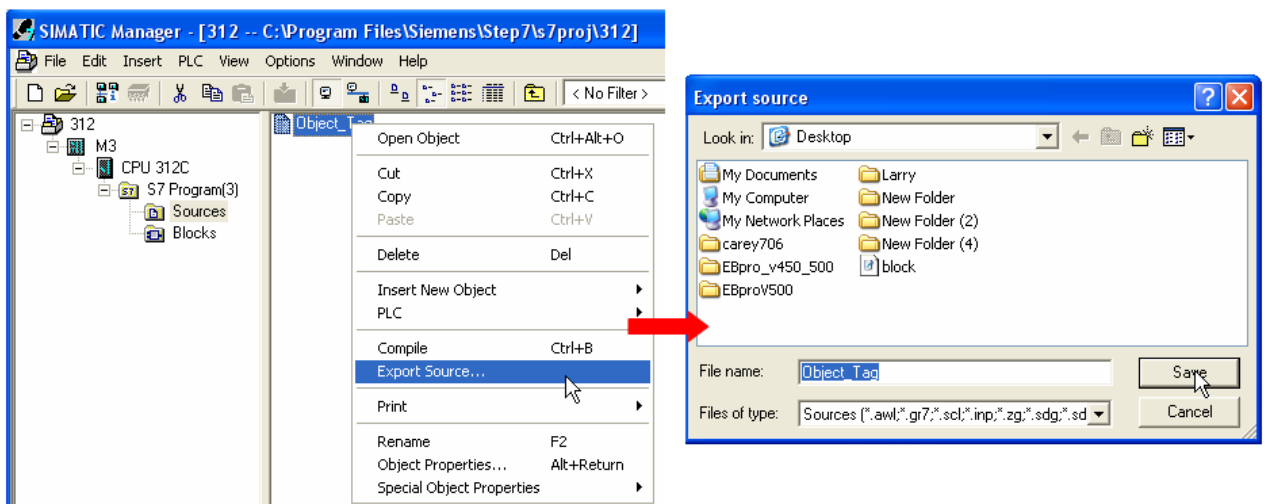 SIMATIC Manager - [312 -- C:\Program Files\Siemens\Step7\s7proj\312]
File Edit Insert PLC View Options Window Help
< No Filter >
312
M3
CPU 312C
S7 Program(3)
Sources
Blocks
Object_Tag
Open Object Ctrl+Alt+O
Cut Ctrl+X
Copy Ctrl+C
Paste Ctrl+V
Delete Del
Insert New Object
PLC
Compile Ctrl+B
Export Source...
Print
Rename F2
Object Properties... Alt+Return
Special Object Properties
Export source
Look in: Desktop
My Documents
My Computer
My Network Places
carey706
EBpro_v450_500
EBproV500
Larry
New Folder
New Folder (2)
New Folder (4)
block
File name: Object_Tag Save
Files of type: Sources (*.awl;*.gr7;*.scl;*.inp;*.zg;*.sdg;*.sd Cancel